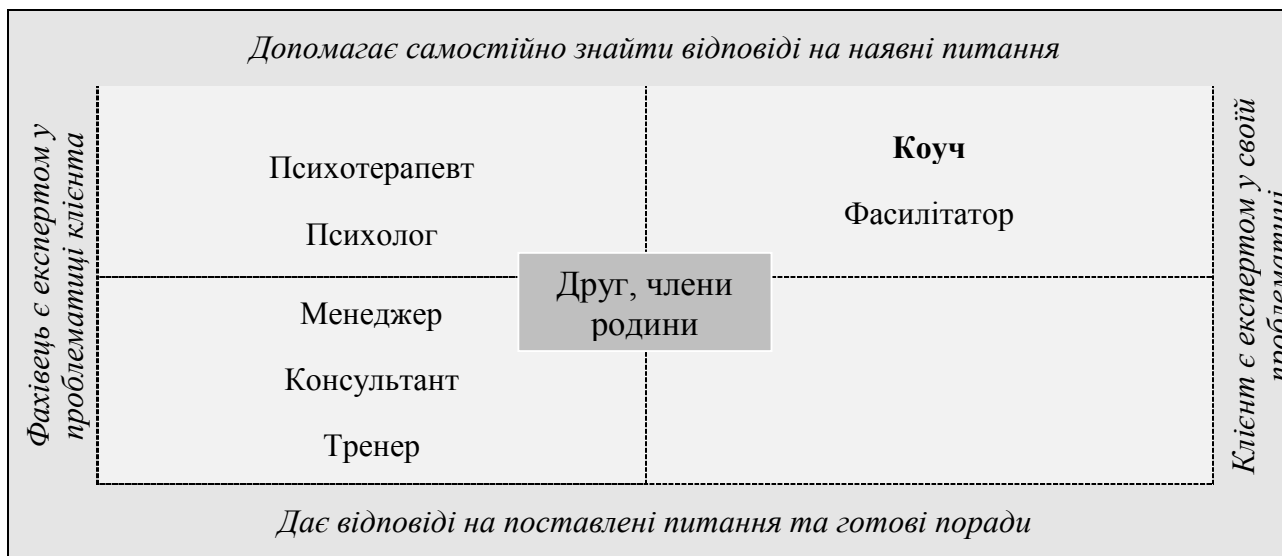 Допомагає самостійно знайти відповіді на наявні питання
Фахівець є експертом у
проблематиці клієнта
Психотерапевт
Психолог
Коуч
Фасилітатор
Друг, члени
родини
Менеджер
Консультант
Тренер
Клієнт є експертом у своїй
проблематиці
Дає відповіді на поставлені питання та готові поради